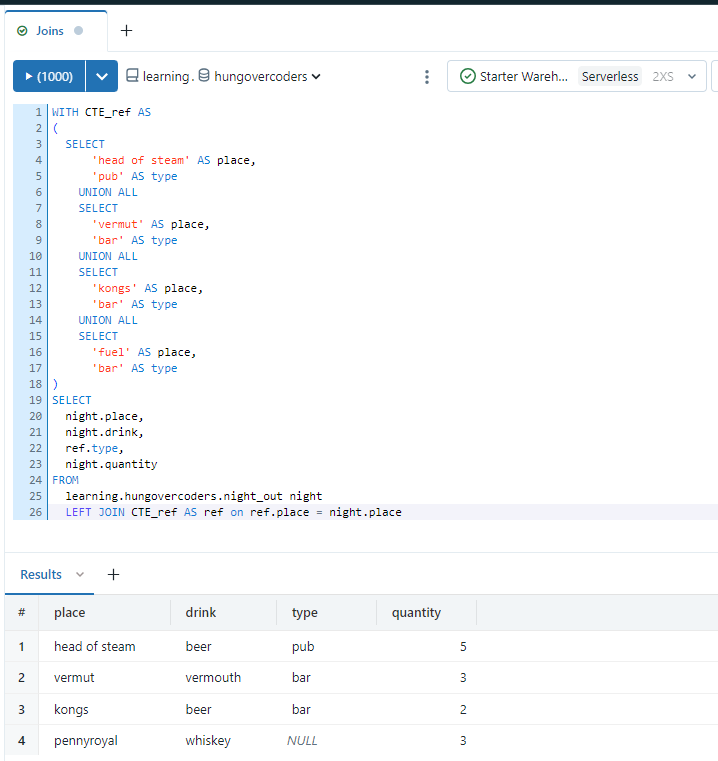 Joins
(1000) learning. hungovercoders Starter Wareh... Serverless 2XS
1 WITH CTE_ref AS
2 (
3 SELECT
4 'head of steam' AS place,
5 'pub' AS type
6 UNION ALL
7 SELECT
8 'vermut' AS place,
9 'bar' AS type
10 UNION ALL
11 SELECT
12 'kongs' AS place,
13 'bar' AS type
14 UNION ALL
15 SELECT
16 'fuel' AS place,
17 'bar' AS type
18 )
19 SELECT
20 night.place,
21 night.drink,
22 ref.type,
23 night.quantity
24 FROM
25 learning.hungovercoders.night_out night
26 LEFT JOIN CTE_ref AS ref on ref.place = night.place
Results
# place drink type quantity
1 head of steam beer pub 5
2 vermut vermouth bar 3
3 kongs beer bar 2
4 pennyroyal whiskey NULL 3